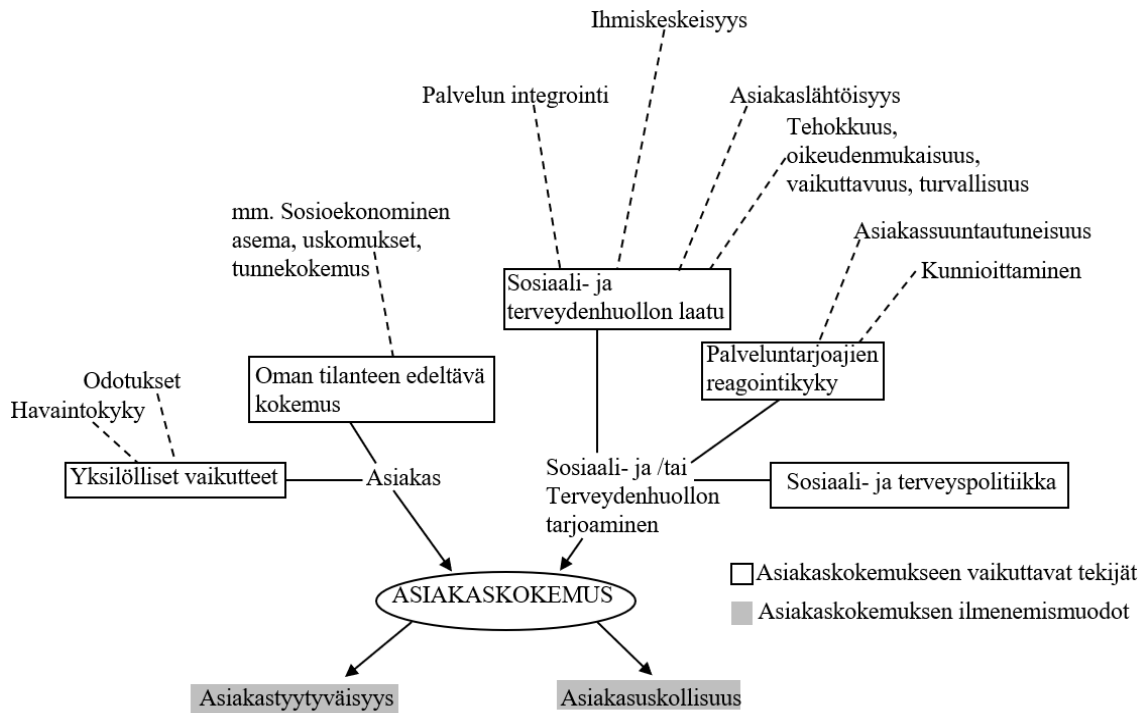 Ihmiskeskeisyys
Palvelun integrointi
Asiakaslähtöisyys
Tehokkuus,
oikeudenmukaisuus,
vaikuttavuus, turvallisuus
mm. Sosioekonominen
asema, uskomukset,
tunnekokemus
Asiakassuuntautuneisuus
Kunnioittaminen
Sosiaali- ja
terveydenhuollon laatu
Palveluntarjoajien
reagointikyky
Oman tilanteen edeltävä
kokemus
Odotukset
Havaintokyky
Yksilölliset vaikutteet
Asiakas
Sosiaali- ja /tai
Terveydenhuollon
tarjoaminen
Sosiaali- ja terveyspolitiikka
ASIAKASKOKEMUS
Asiakaskokemukseen vaikuttavat tekijät
Asiakaskokemuksen ilmenemismuodot
Asiakastyytyväisyys
Asiakasuskollisuus